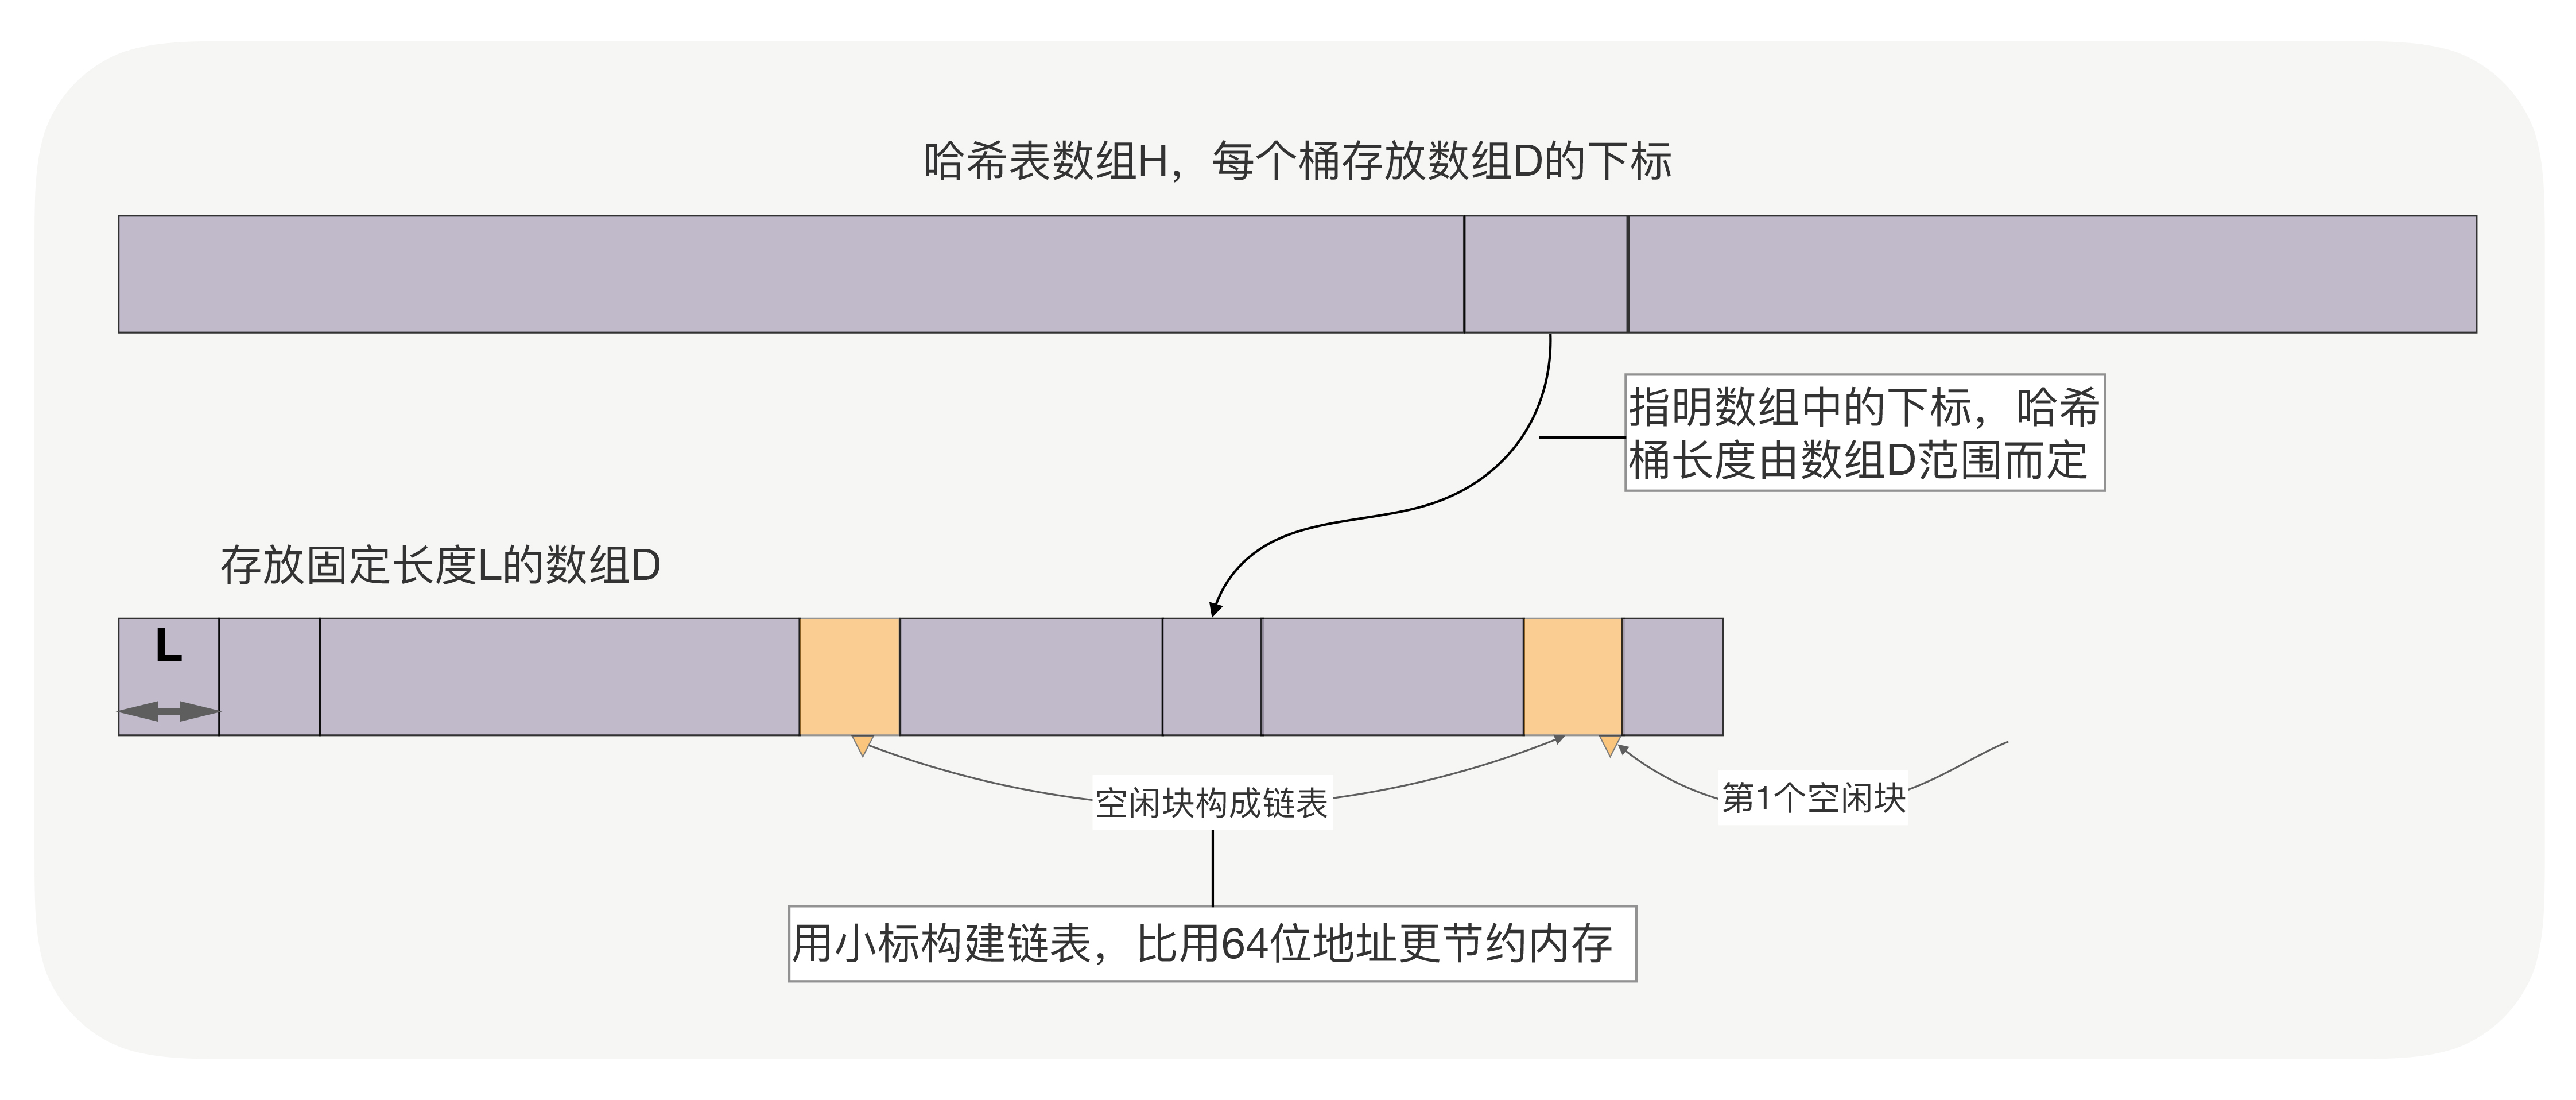 哈希表数组H，每个桶存放数组D的下标
指明数组中的下标，哈希
桶长度由数组D范围而定
存放固定长度L的数组D
L
空闲块构成链表
第1个空闲块
用小标构建链表，比用64位地址更节约内存